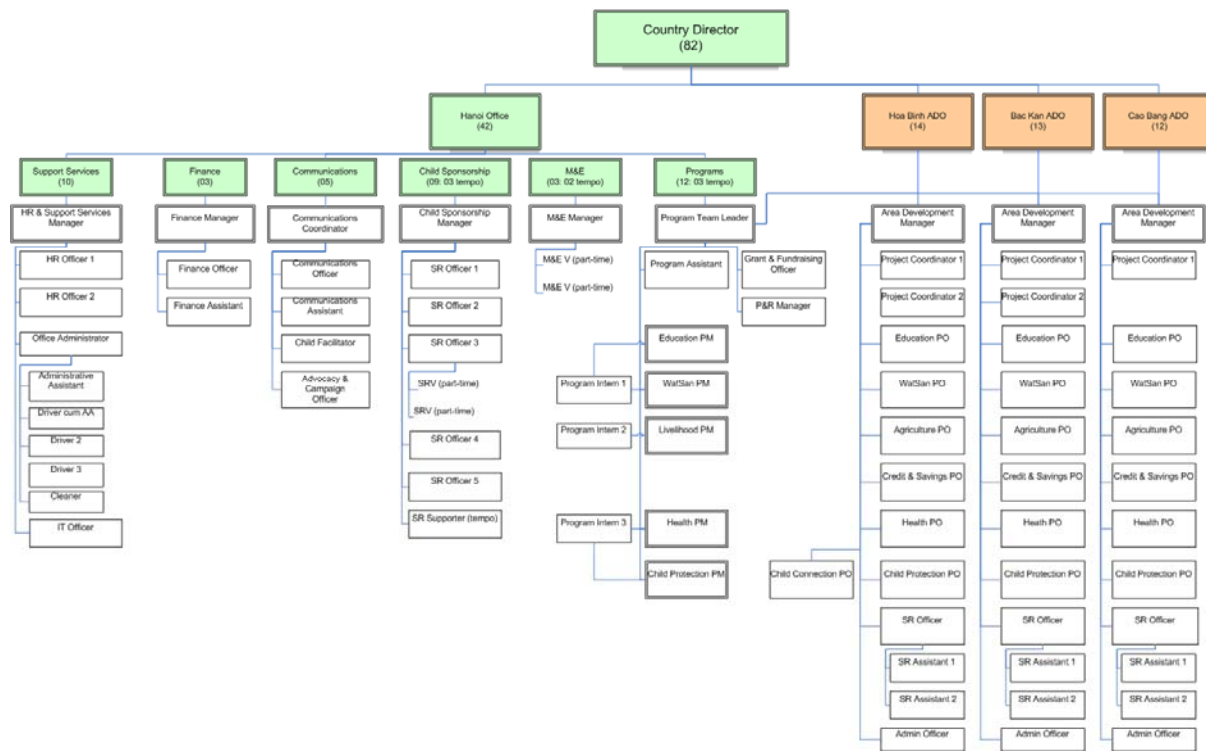 Country Director
(82)
Hanoi Office
(42)
Hoa Binh ADO
(14)
Bac Kan ADO
(13)
Cao Bang ADO
(12)
Support Services
(10)
Finance
(03)
Communications
(05)
Child Sponsorship
(09: 03 tempo)
M&E
(03: 02 tempo)
Programs
(12: 03 tempo)
HR & Support Services
Manager
HR Officer 1
HR Officer 2
Office Administrator
Administrative
Assistant
Driver cum AA
Driver 2
Driver 3
Cleaner
IT Officer
Finance Manager
Finance Officer
Finance Assistant
Communications
Coordinator
Communications
Officer
Communications
Assistant
Child Facilitator
Advocacy &
Campaign
Officer
Child Sponsorship
Manager
SR Officer 1
SR Officer 2
SR Officer 3
SRV (part-time)
SRV (part-time)
SR Officer 4
SR Officer 5
SR Supporter (tempo)
M&E Manager
M&E V (part-time)
M&E V (part-time)
Program Team Leader
Program Assistant
Grant & Fundraising
Officer
P&R Manager
Education PM
Program Intern 1
WatSan PM
Program Intern 2
Livelihood PM
Program Intern 3
Health PM
Child Protection PM
Area Development
Manager
Project Coordinator 1
Project Coordinator 2
Education PO
WatSan PO
Agriculture PO
Credit & Savings PO
Health PO
Child Connection PO
Child Protection PO
SR Officer
SR Assistant 1
SR Assistant 2
Admin Officer
Area Development
Manager
Project Coordinator 1
Project Coordinator 2
Education PO
WatSan PO
Agriculture PO
Credit & Savings PO
Heath PO
Child Protection PO
SR Officer
SR Assistant 1
SR Assistant 2
Admin Officer
Area Development
Manager
Project Coordinator 1
Education PO
WatSan PO
Agriculture PO
Credit & Savings PO
Health PO
Child Protection PO
SR Officer
SR Assistant 1
SR Assistant 2
Admin Officer